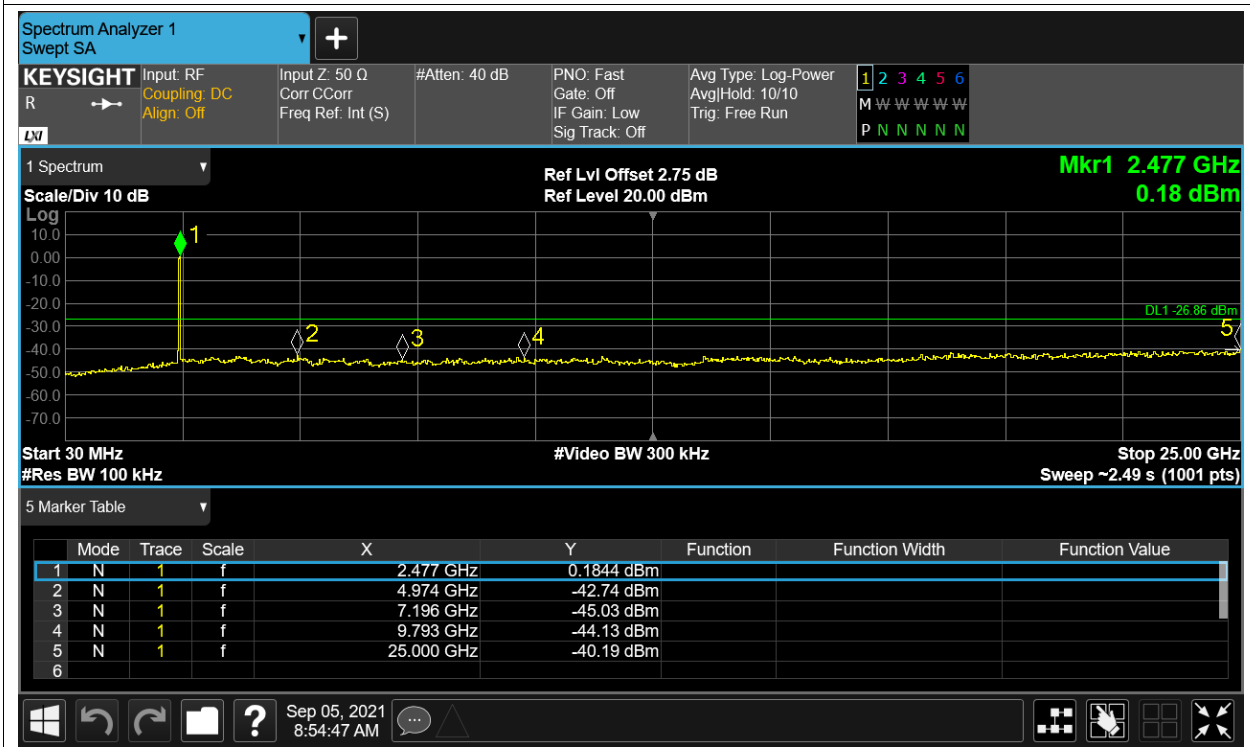 Spectrum Analyzer 1
Swept SA
KEYSIGHT Input: RF Input Z: 50 Ω #Atten: 40 dB PNO: Fast Avg Type: Log-Power 1 2 3 4 5 6
R Coupling: DC Corr CCorr Gate: Off Avg|Hold: 10/10 M W W W W W
Align: Off Freq Ref: Int (S) IF Gain: Low Trig: Free Run
LXI Sig Track: Off P N N N N N
1 Spectrum Ref Lvl Offset 2.75 dB Mkr1 2.477 GHz
Scale/Div 10 dB Ref Level 20.00 dBm 0.18 dBm
Log
10.0
0.00
-10.0
-20.0
-30.0
-40.0
-50.0
-60.0
-70.0
1
2
3
4
5
DL1 -26.86 dBm
Start 30 MHz #Video BW 300 kHz Stop 25.00 GHz
#Res BW 100 kHz Sweep ~2.49 s (1001 pts)
5 Marker Table
Mode Trace Scale X Y Function Function Width Function Value
1 N 1 f 2.477 GHz 0.1844 dBm
2 N 1 f 4.974 GHz -42.74 dBm
3 N 1 f 7.196 GHz -45.03 dBm
4 N 1 f 9.793 GHz -44.13 dBm
5 N 1 f 25.000 GHz -40.19 dBm
6
? Sep 05, 2021
8:54:47 AM